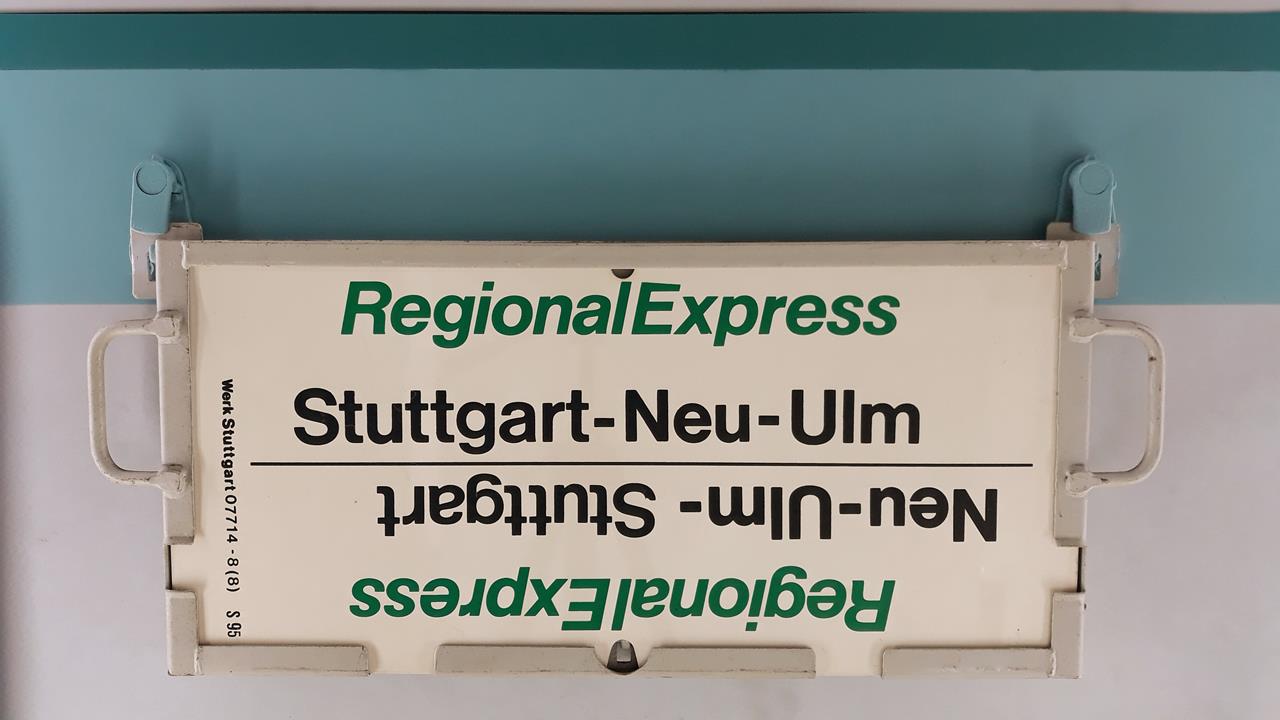 RegionalExpress
Stuttgart-Neu-Ulm
Neu-Ulm- Stuttgart
RegionalExpress
Werk Stuttgart 07714 - 8 (8) S 95